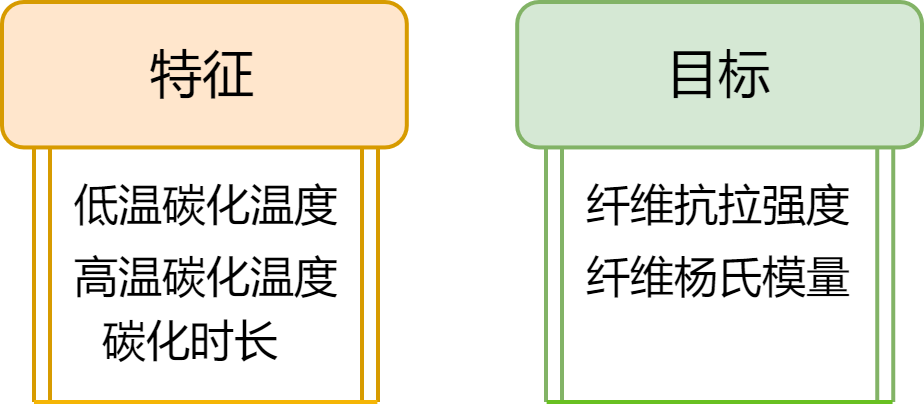 特征
低温碳化温度
高温碳化温度
碳化时长
目标
纤维抗拉强度
纤维杨氏模量